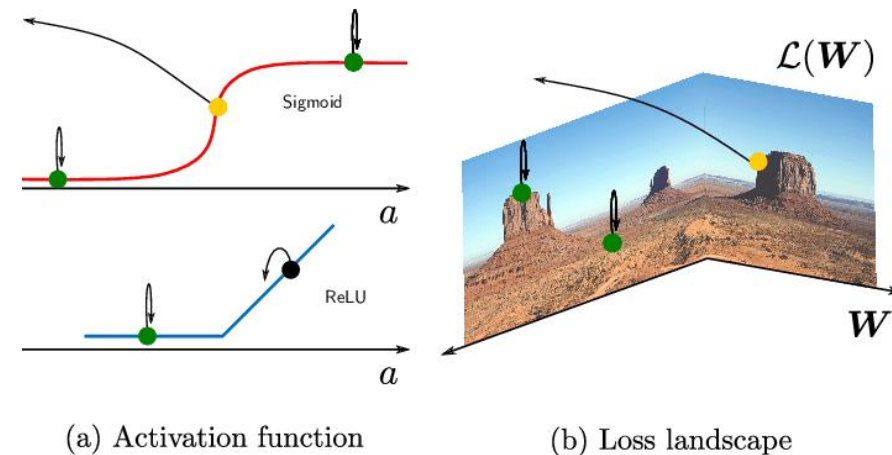 Sigmoid
a
ReLU
a
(a) Activation function
𝓛(𝑾)
𝑾
(b) Loss landscape